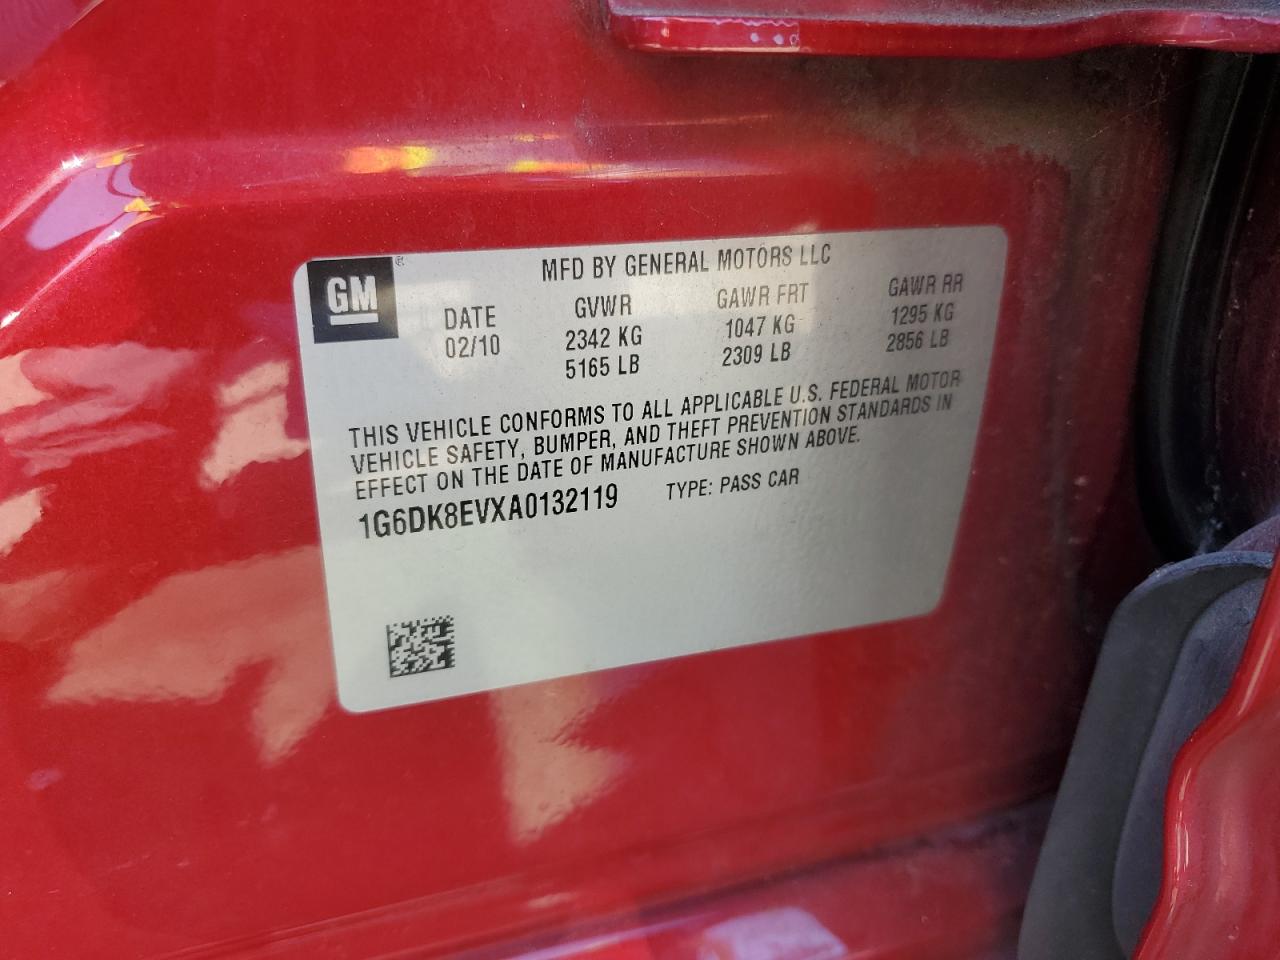 GM®
MFD BY GENERAL MOTORS LLC
DATE GVWR GAWR FRT GAWR RR
02/10 2342 KG 1047 KG 1295 KG
5165 LB 2309 LB 2856 LB
THIS VEHICLE CONFORMS TO ALL APPLICABLE U.S. FEDERAL MOTOR
VEHICLE SAFETY, BUMPER, AND THEFT PREVENTION STANDARDS IN
EFFECT ON THE DATE OF MANUFACTURE SHOWN ABOVE.
1G6DK8EVXA0132119 TYPE: PASS CAR